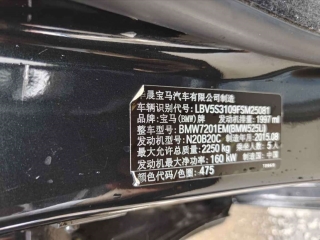 晨宝马汽车有限公司制造
车辆识别代号: LBV5S3109FSM25081
品牌: 宝马(BMW)牌 发动机排量: 1997 ml
整车型号: BMW7201EM(BMW525Li)
发动机型号: N20B20C 制造年月: 2015.08
最大允许总质量: 2250 kg 乘坐人数: 5 人
发动机最大净功率: 160 kW
颜色代码/色面: 475